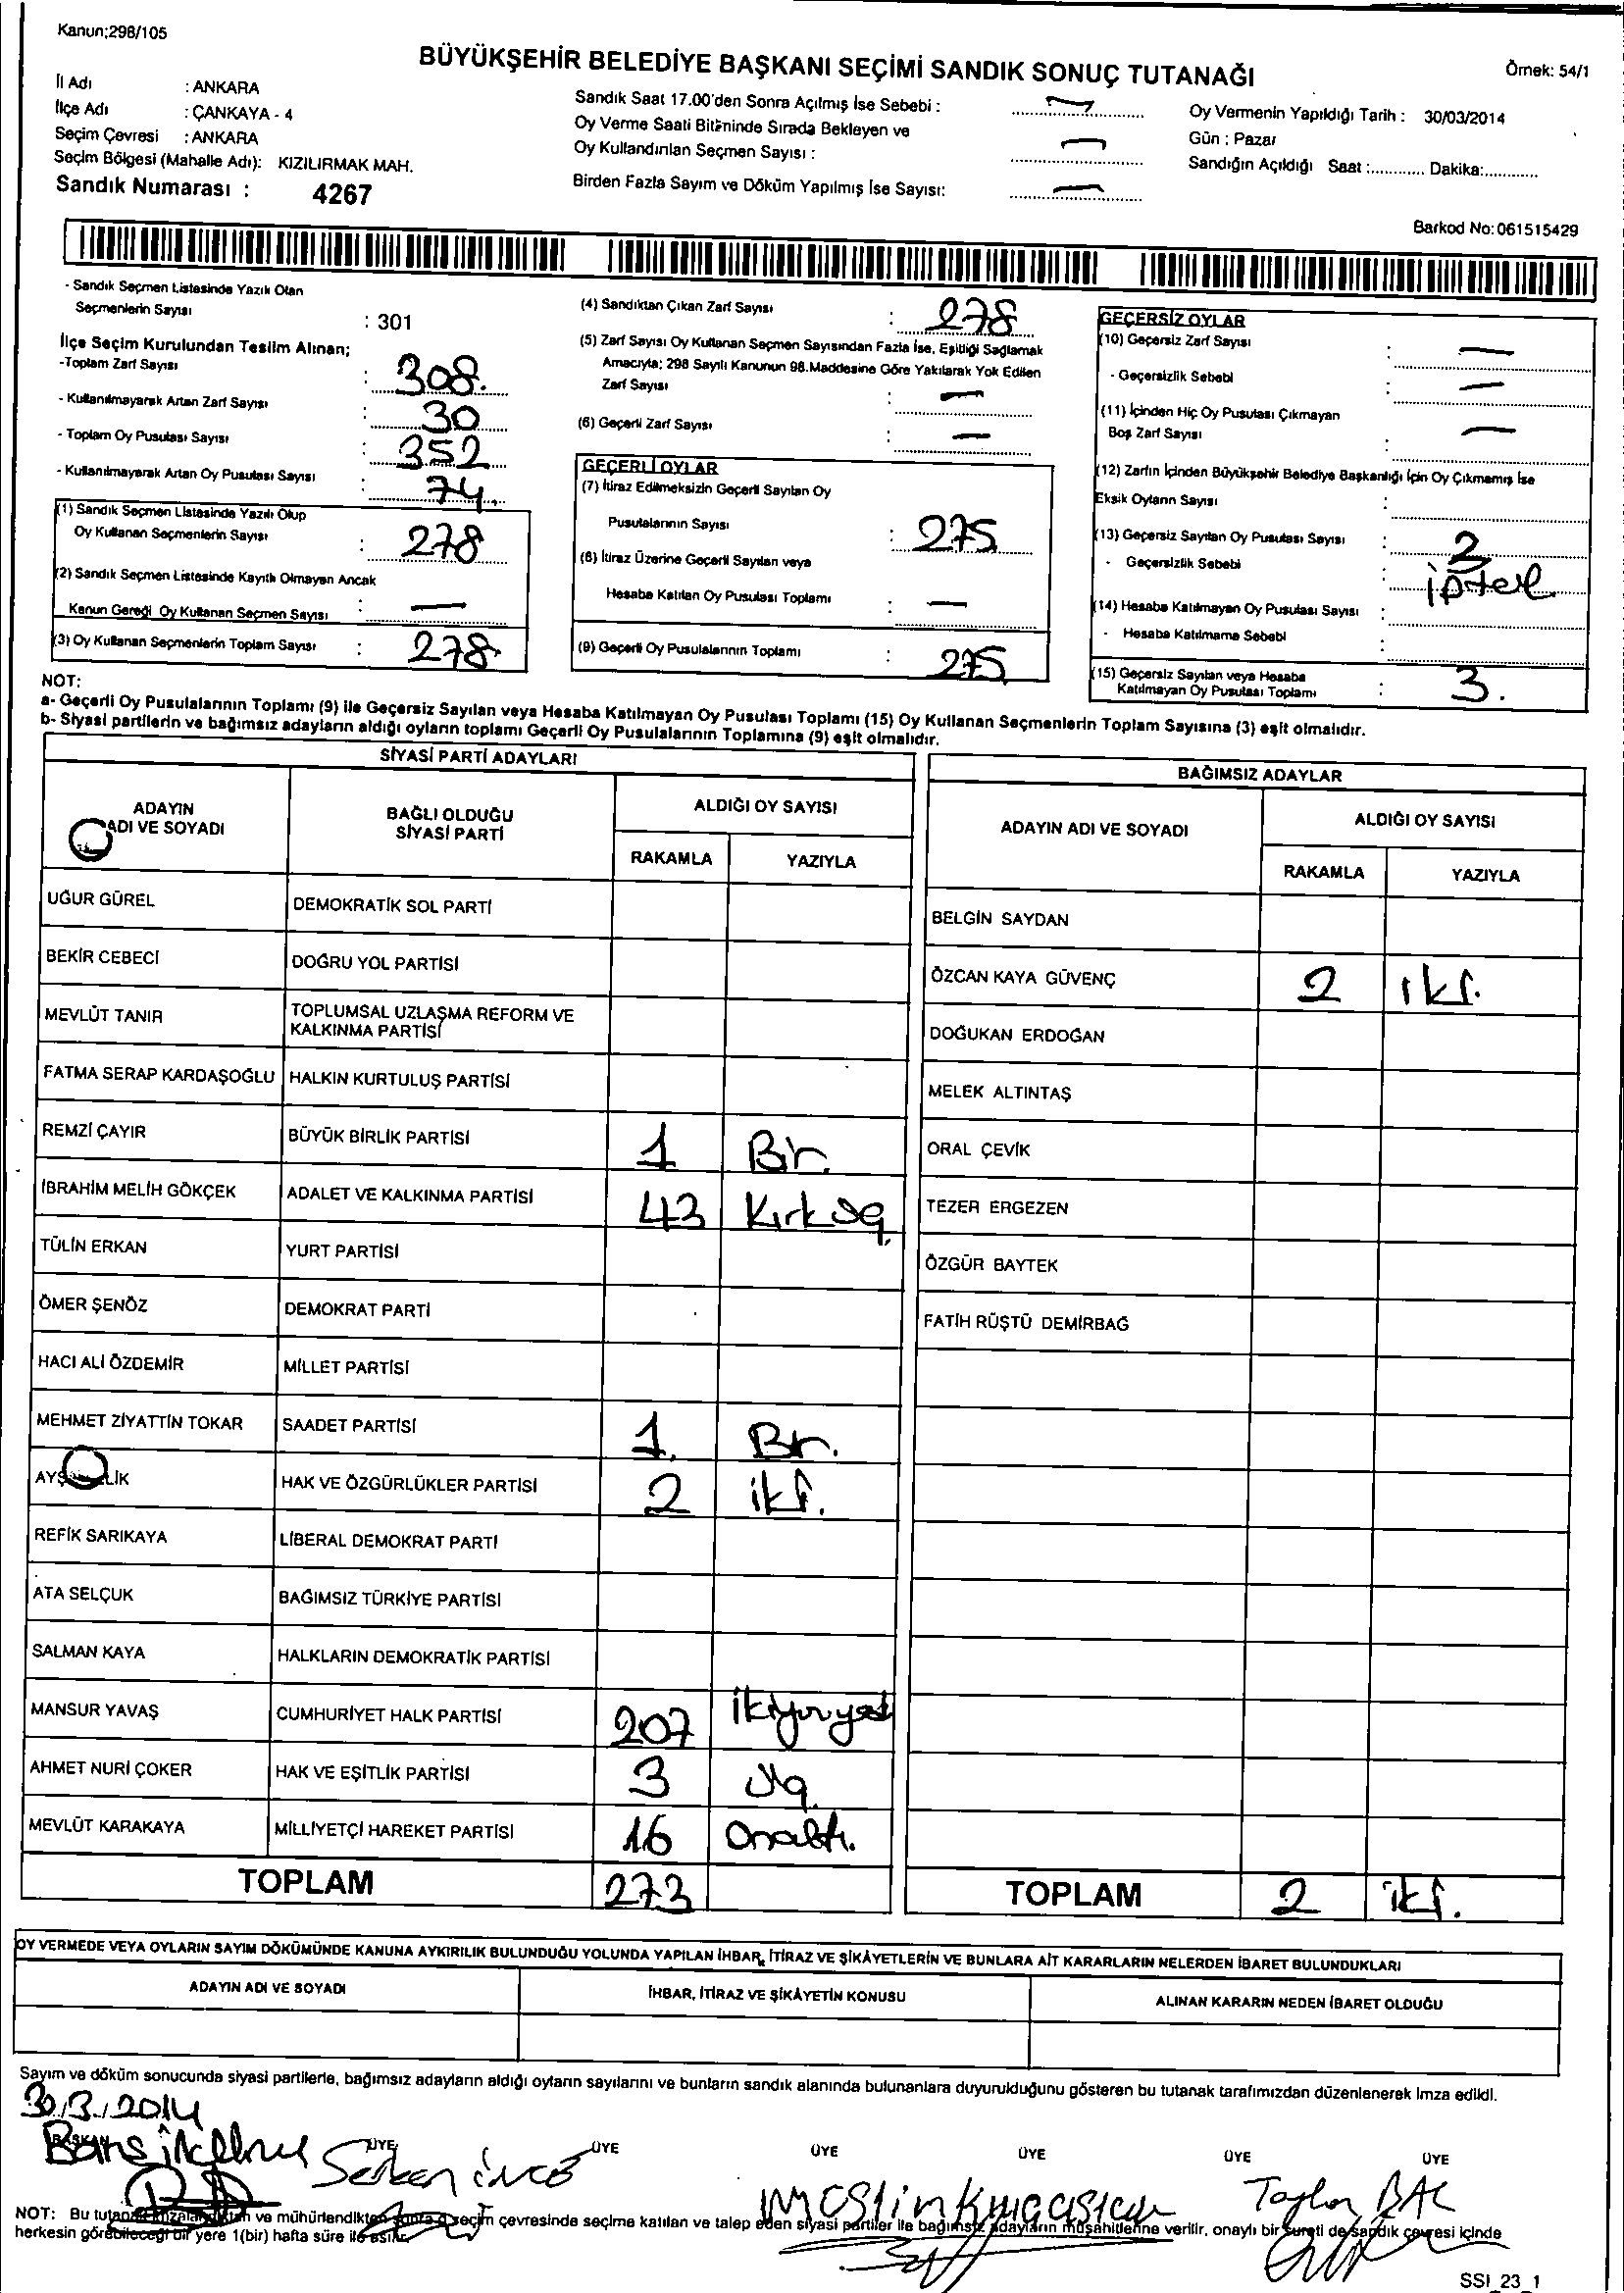 Kanun;298/105
BÜYÜKŞEHİR BELEDİYE BAŞKANI SEÇİMİ SANDIK SONUÇ TUTANAĞI
Örnek: 54/1
İl Adı : ANKARA
İlçe Adı : ÇANKAYA - 4
Seçim Çevresi : ANKARA
Seçim Bölgesi (Mahalle Adı): KIZILIRMAK MAH.
Sandık Numarası : 4267
Sandık Saat 17.00'den Sonra Açılmış İse Sebebi : —
Oy Verme Saati Bitiminde Sırada Bekleyen ve
Oy Kullandırılan Seçmen Sayısı : —
Birden Fazla Sayım ve Döküm Yapılmış İse Sayısı: —
Oy Vermenin Yapıldığı Tarih : 30/03/2014
Gün : Pazar
Sandığın Açıldığı Saat :............. Dakika:............
Barkod No:061515429
- Sandık Seçmen Listesinde Yazılı Olan
Seçmenlerin Sayısı : 301
İlçe Seçim Kurulundan Teslim Alınan;
-Toplam Zarf Sayısı : 308.
- Kullanılmayarak Artan Zarf Sayısı : 30
- Toplam Oy Pusulası Sayısı : 352
- Kullanılmayarak Artan Oy Pusulası Sayısı : 74.
(1) Sandık Seçmen Listesinde Yazılı Olup
Oy Kullanan Seçmenlerin Sayısı : 278
(2) Sandık Seçmen Listesinde Kayıtlı Olmayan Ancak
Kanun Gereği Oy Kullanan Seçmen Sayısı : —
(3) Oy Kullanan Seçmenlerin Toplam Sayısı : 278
(4) Sandıktan Çıkan Zarf Sayısı : 278
(5) Zarf Sayısı Oy Kullanan Seçmen Sayısından Fazla İse, Eşitliği Sağlamak
Amacıyla; 298 Sayılı Kanunun 98.Maddesine Göre Yakılarak Yok Edilen
Zarf Sayısı : —
(6) Geçerli Zarf Sayısı : —
GEÇERLİ OYLAR
(7) İtiraz Edilmeksizin Geçerli Sayılan Oy
Pusulalarının Sayısı : 275
(8) İtiraz Üzerine Geçerli Sayılan veya
Hesaba Katılan Oy Pusulası Toplamı : —
(9) Geçerli Oy Pusulalarının Toplamı : 275
GEÇERSİZ OYLAR
(10) Geçersiz Zarf Sayısı : —
- Geçersizlik Sebebi : —
(11) İçinden Hiç Oy Pusulası Çıkmayan
Boş Zarf Sayısı : —
(12) Zarfın İçinden Büyükşehir Belediye Başkanlığı İçin Oy Çıkmamış İse
Eksik Oyların Sayısı :
(13) Geçersiz Sayılan Oy Pusulası Sayısı : 3
- Geçersizlik Sebebi : iptal
(14) Hesaba Katılmayan Oy Pusulası Sayısı :
- Hesaba Katılmama Sebebi :
(15) Geçersiz Sayılan veya Hesaba
Katılmayan Oy Pusulası Toplamı : 3.
NOT:
a- Geçerli Oy Pusulalarının Toplamı (9) ile Geçersiz Sayılan veya Hesaba Katılmayan Oy Pusulası Toplamı (15) Oy Kullanan Seçmenlerin Toplam Sayısına (3) eşit olmalıdır.
b- Siyasi partilerin ve bağımsız adayların aldığı oyların toplamı Geçerli Oy Pusulalarının Toplamına (9) eşit olmalıdır.
SİYASİ PARTİ ADAYLARI
ADAYIN ADI VE SOYADI
BAĞLI OLDUĞU SİYASİ PARTİ
ALDIĞI OY SAYISI
RAKAMLA YAZIYLA
UĞUR GÜREL DEMOKRATİK SOL PARTİ
BEKİR CEBECİ DOĞRU YOL PARTİSİ
MEVLÜT TANIR TOPLUMSAL UZLAŞMA REFORM VE KALKINMA PARTİSİ
FATMA SERAP KARDAŞOĞLU HALKIN KURTULUŞ PARTİSİ
REMZİ ÇAYIR BÜYÜK BİRLİK PARTİSİ 1 Bir.
İBRAHİM MELİH GÖKÇEK ADALET VE KALKINMA PARTİSİ 43 Kırküç
TÜLİN ERKAN YURT PARTİSİ
ÖMER ŞENÖZ DEMOKRAT PARTİ
HACI ALİ ÖZDEMİR MİLLET PARTİSİ
MEHMET ZİYATTİN TOKAR SAADET PARTİSİ 1. Bir.
HAK VE ÖZGÜRLÜKLER PARTİSİ 2 iki.
REFİK SARIKAYA LİBERAL DEMOKRAT PARTİ
ATA SELÇUK BAĞIMSIZ TÜRKİYE PARTİSİ
SALMAN KAYA HALKLARIN DEMOKRATİK PARTİSİ
MANSUR YAVAŞ CUMHURİYET HALK PARTİSİ 207 ikiyüzyedi
AHMET NURİ ÇOKER HAK VE EŞİTLİK PARTİSİ 3 üç.
MEVLÜT KARAKAYA MİLLİYETÇİ HAREKET PARTİSİ 16 Onaltı.
TOPLAM 273
BAĞIMSIZ ADAYLAR
ADAYIN ADI VE SOYADI
ALDIĞI OY SAYISI
RAKAMLA YAZIYLA
BELGİN SAYDAN
ÖZCAN KAYA GÜVENÇ 2 iki.
DOĞUKAN ERDOĞAN
MELEK ALTINTAŞ
ORAL ÇEVİK
TEZER ERGEZEN
ÖZGÜR BAYTEK
FATİH RÜŞTÜ DEMİRBAĞ
TOPLAM 2 iki.
OY VERMEDE VEYA OYLARIN SAYIM DÖKÜMÜNDE KANUNA AYKIRILIK BULUNDUĞU YOLUNDA YAPILAN İHBAR, İTİRAZ VE ŞİKÂYETLERİN VE BUNLARA AİT KARARLARIN NELERDEN İBARET BULUNDUKLARI
ADAYIN ADI VE SOYADI
İHBAR, İTİRAZ VE ŞİKÂYETİN KONUSU
ALINAN KARARIN NEDEN İBARET OLDUĞU
Sayım ve döküm sonucunda siyasi partilerle, bağımsız adayların aldığı oyların sayılarını ve bunların sandık alanında bulunanlara duyurulduğunu gösteren bu tutanak tarafımızdan düzenlenerek imza edildi.
30.3.2014
BAŞKAN ÜYE ÜYE ÜYE ÜYE ÜYE ÜYE
Serkan ince
BAL
NOT: Bu tutanak imzalandıktan ve mühürlendikten sonra o seçim çevresinde seçime katılan ve talep eden siyasi partiler ile bağımsız adayların müşahitlerine verilir, onaylı bir sureti de sandık çevresi içinde
herkesin görebileceği bir yere 1(bir) hafta süre ile asılır.
SSI_23_1